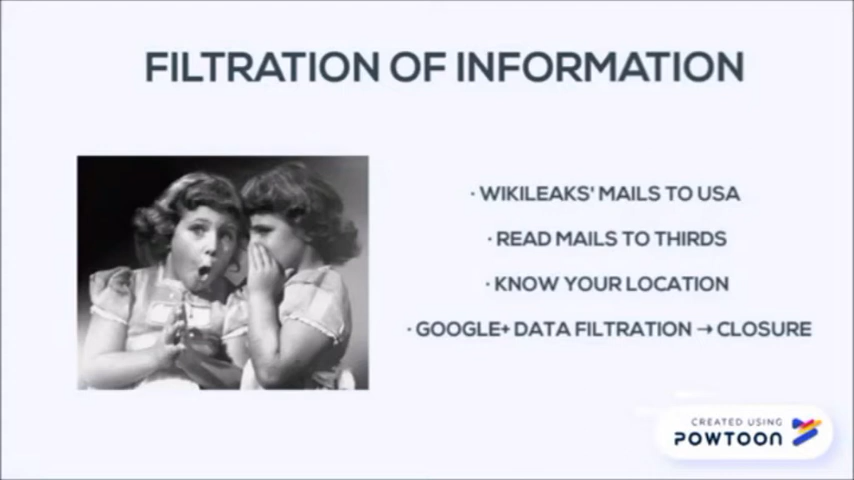 FILTRATION OF INFORMATION
· WIKILEAKS' MAILS TO USA
· READ MAILS TO THIRDS
· KNOW YOUR LOCATION
· GOOGLE+ DATA FILTRATION → CLOSURE
CREATED USING
POWTOON